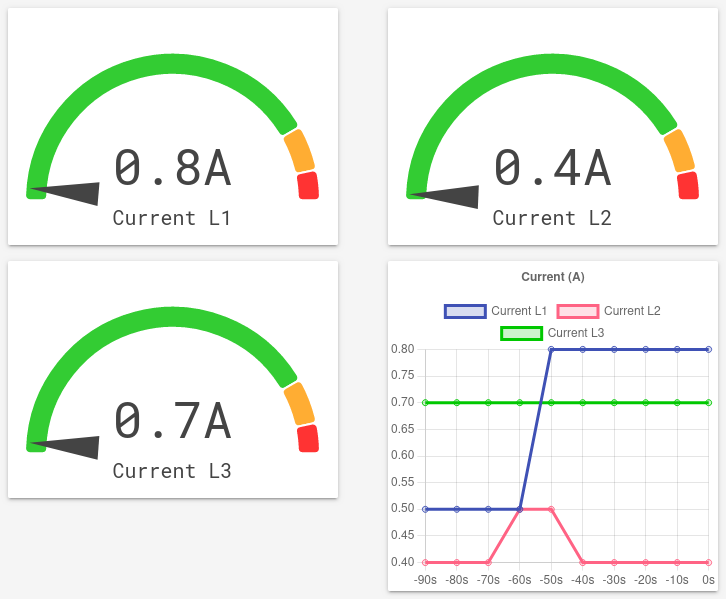 0.8A
Current L1
0.4A
Current L2
0.7A
Current L3
Current (A)
Current L1 Current L2
Current L3
0.80
0.75
0.70
0.65
0.60
0.55
0.50
0.45
0.40
-90s -80s -70s -60s -50s -40s -30s -20s -10s 0s